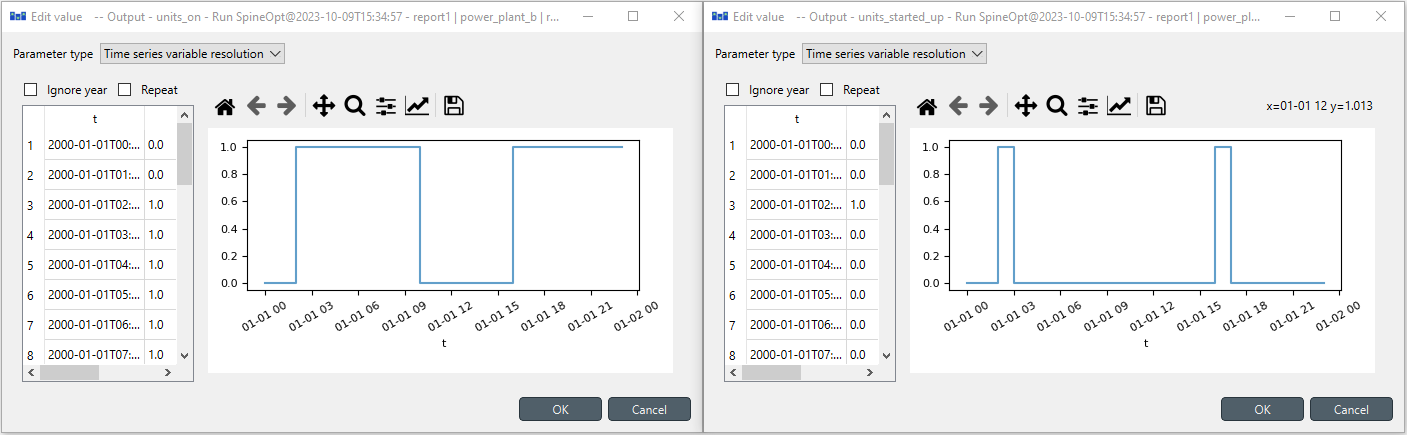 Edit value -- Output - units_on - Run SpineOpt@2023-10-09T15:34:57 - report1 | power_plant_b | r...
Parameter type Time series variable resolution
Ignore year Repeat
t
1 2000-01-01T00:... 0.0
2 2000-01-01T01:... 0.0
3 2000-01-01T02:... 1.0
4 2000-01-01T03:... 1.0
5 2000-01-01T04:... 1.0
6 2000-01-01T05:... 1.0
7 2000-01-01T06:... 1.0
8 2000-01-01T07:... 1.0
1.0
0.8
0.6
0.4
0.2
0.0
01-01 00 01-01 03 01-01 06 01-01 09 01-01 12 01-01 15 01-01 18 01-01 21 01-02 00
t
OK Cancel
Edit value -- Output - units_started_up - Run SpineOpt@2023-10-09T15:34:57 - report1 | power_pl...
Parameter type Time series variable resolution
Ignore year Repeat
x=01-01 12 y=1.013
t
1 2000-01-01T00:... 0.0
2 2000-01-01T01:... 0.0
3 2000-01-01T02:... 1.0
4 2000-01-01T03:... 0.0
5 2000-01-01T04:... 0.0
6 2000-01-01T05:... 0.0
7 2000-01-01T06:... 0.0
8 2000-01-01T07:... 0.0
1.0
0.8
0.6
0.4
0.2
0.0
01-01 00 01-01 03 01-01 06 01-01 09 01-01 12 01-01 15 01-01 18 01-01 21 01-02 00
t
OK Cancel